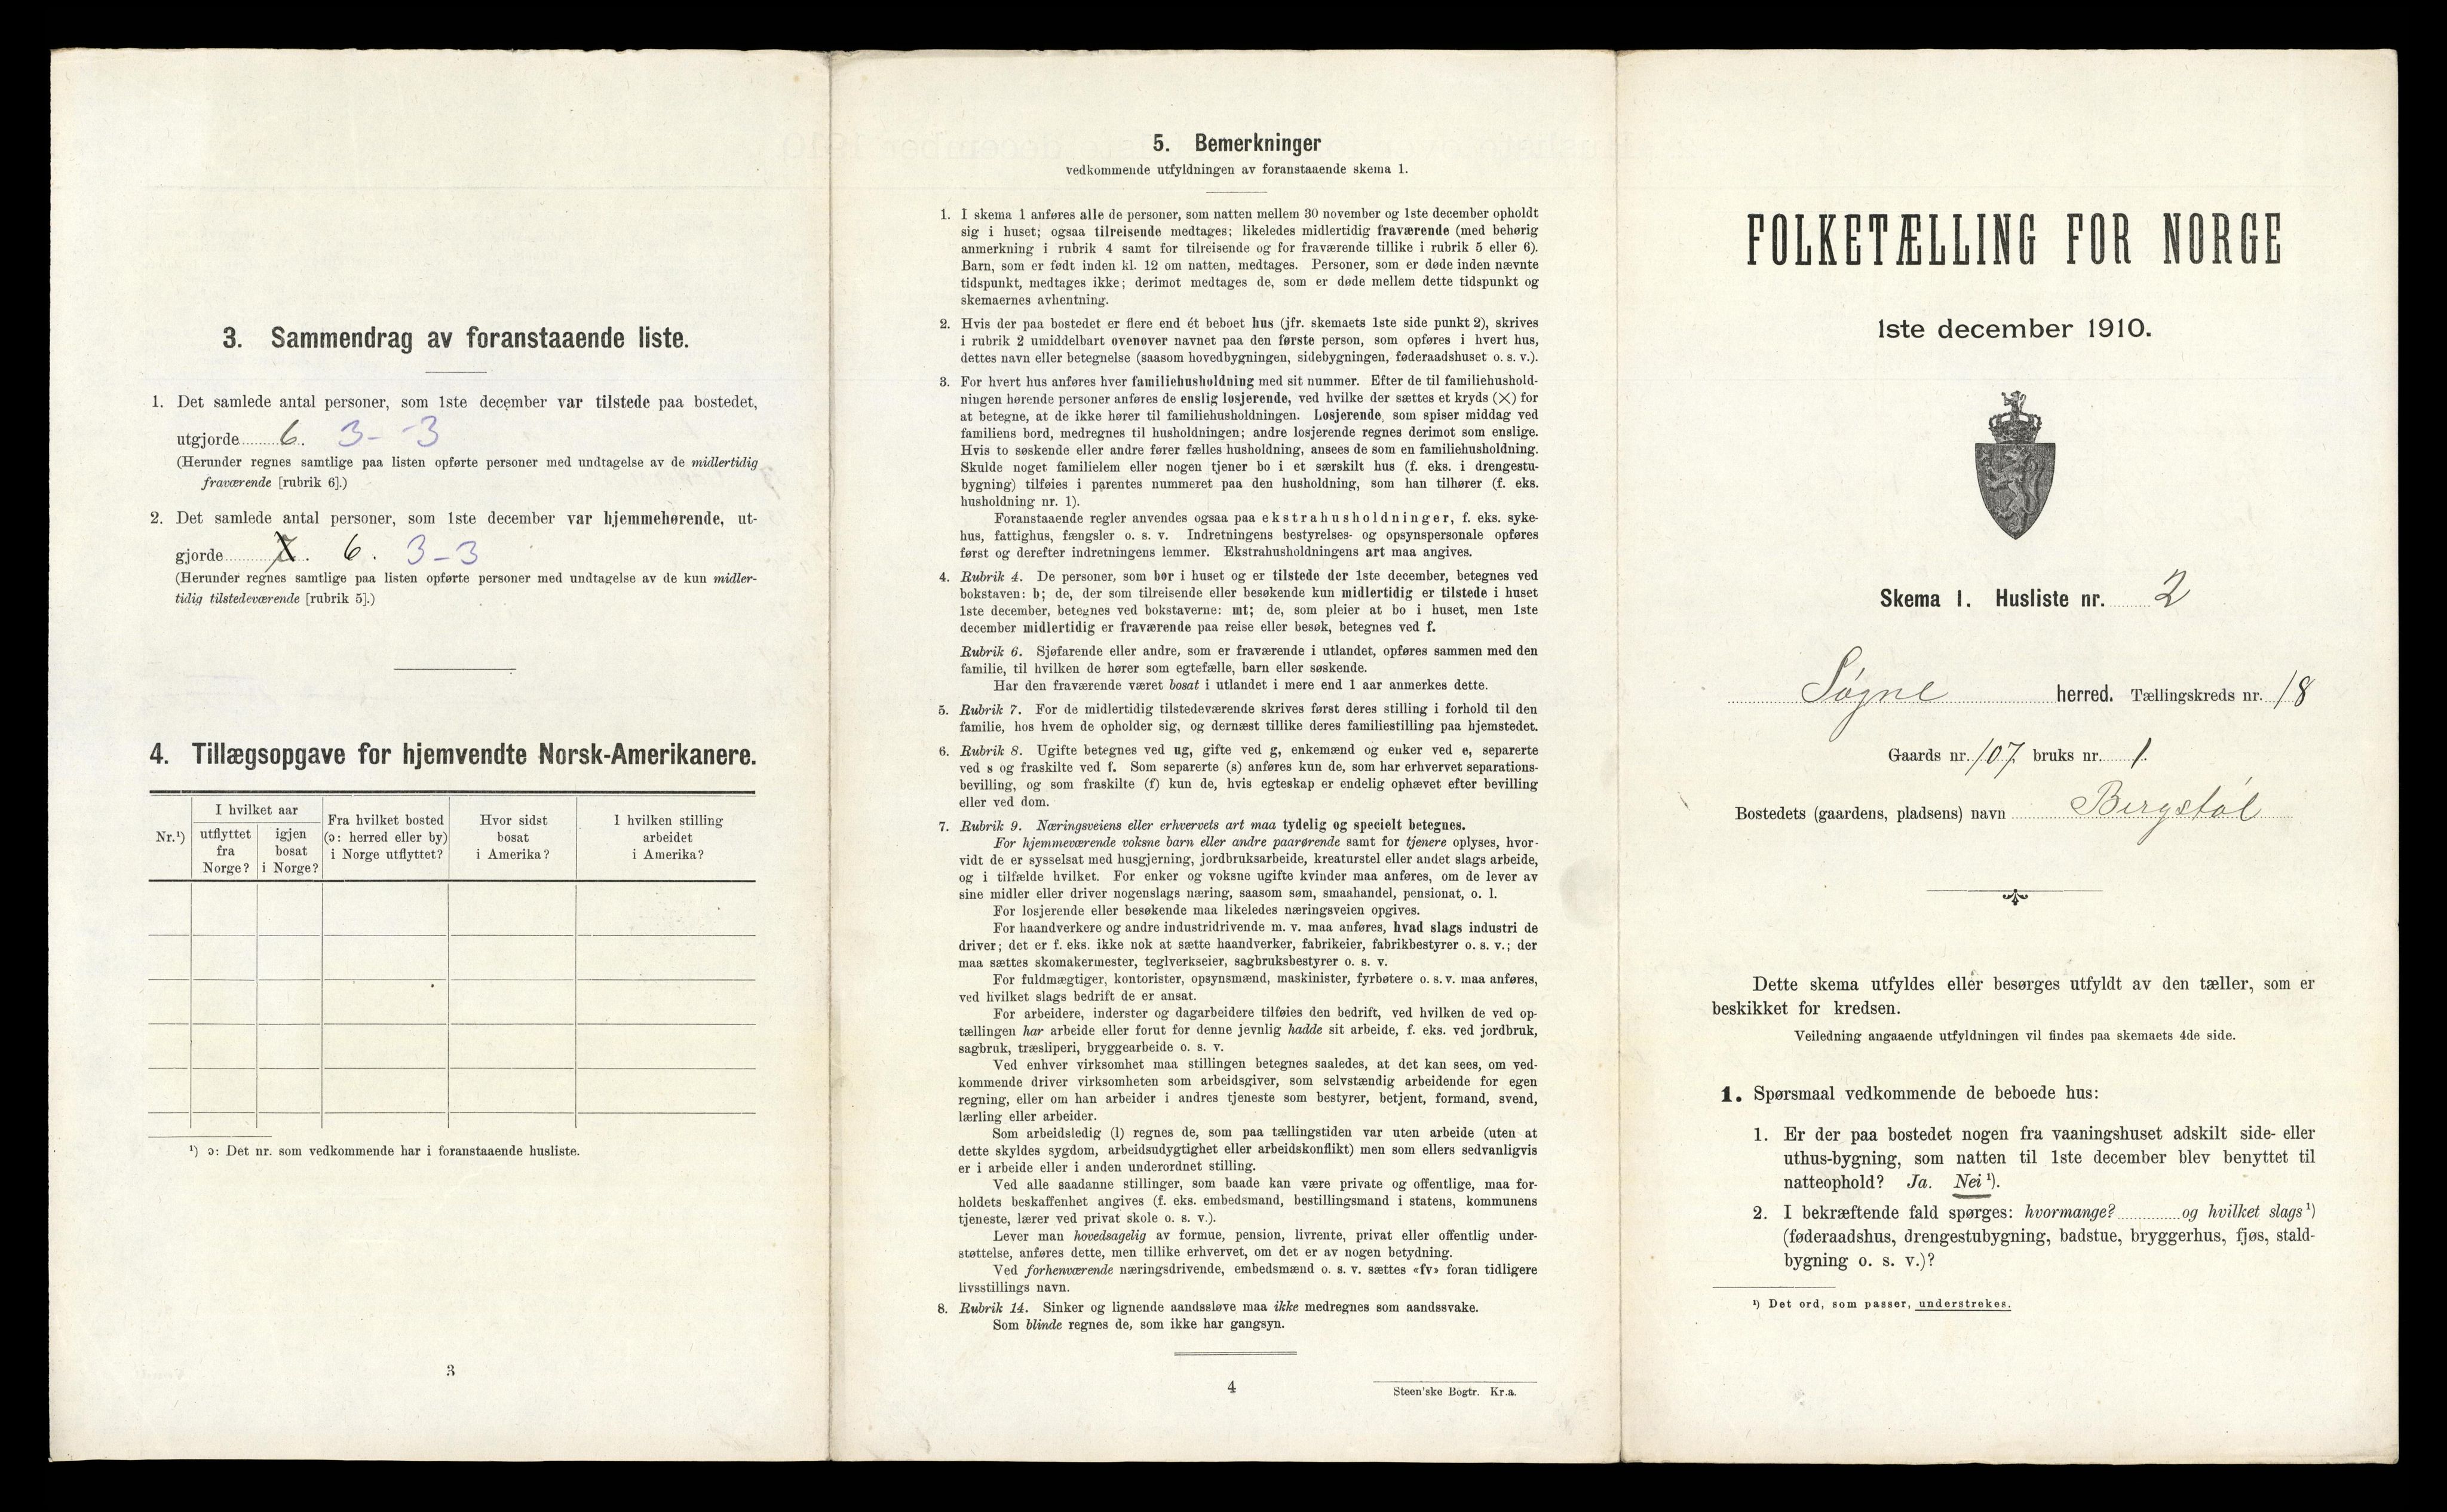 3. Sammendrag av foranstaaende liste.
1. Det samlede antal personer, som 1ste december var tilstede paa bostedet,
utgjorde 6. 3 - - 3
(Herunder regnes samtlige paa listen opførte personer med undtagelse av de midlertidig
fraværende [rubrik 6].)
2. Det samlede antal personer, som 1ste december var hjemmehørende, ut-
gjorde 7. 6. 3 - 3
(Herunder regnes samtlige paa listen opførte personer med undtagelse av de kun midler-
tidig tilstedeværende [rubrik 5].)
4. Tillægsopgave for hjemvendte Norsk-Amerikanere.
Nr.¹)
I hvilket aar
utflyttet
fra
Norge?
igjen
bosat
i Norge?
Fra hvilket bosted
(ɔ: herred eller by)
i Norge utflyttet?
Hvor sidst
bosat
i Amerika?
I hvilken stilling
arbeidet
i Amerika?
¹) ɔ: Det nr. som vedkommende har i foranstaaende husliste.
3
5. Bemerkninger
vedkommende utfyldningen av foranstaaende skema 1.
1. I skema 1 anføres alle de personer, som natten mellem 30 november og 1ste december opholdt
sig i huset; ogsaa tilreisende medtages; likeledes midlertidig fraværende (med behørig
anmerkning i rubrik 4 samt for tilreisende og for fraværende tillike i rubrik 5 eller 6).
Barn, som er født inden kl. 12 om natten, medtages. Personer, som er døde inden nævnte
tidspunkt, medtages ikke; derimot medtages de, som er døde mellem dette tidspunkt og
skemaernes avhentning.
2. Hvis der paa bostedet er flere end ét beboet hus (jfr. skemaets 1ste side punkt 2), skrives
i rubrik 2 umiddelbart ovenover navnet paa den første person, som opføres i hvert hus,
dettes navn eller betegnelse (saasom hovedbygningen, sidebygningen, føderaadshuset o. s. v.).
3. For hvert hus anføres hver familiehusholdning med sit nummer. Efter de til familiehushold-
ningen hørende personer anføres de enslig losjerende, ved hvilke der sættes et kryds (×) for
at betegne, at de ikke hører til familiehusholdningen. Losjerende, som spiser middag ved
familiens bord, medregnes til husholdningen; andre losjerende regnes derimot som enslige.
Hvis to søskende eller andre fører fælles husholdning, ansees de som en familiehusholdning.
Skulde noget familielem eller nogen tjener bo i et særskilt hus (f. eks. i drengestu-
bygning) tilføies i parentes nummeret paa den husholdning, som han tilhører (f. eks.
husholdning nr. 1).
Foranstaaende regler anvendes ogsaa paa ekstrahusholdninger, f. eks. syke-
hus, fattighus, fængsler o. s. v. Indretningens bestyrelses- og opsynspersonale opføres
først og derefter indretningens lemmer. Ekstrahusholdningens art maa angives.
4. Rubrik 4. De personer, som bor i huset og er tilstede der 1ste december, betegnes ved
bokstaven: b; de, der som tilreisende eller besøkende kun midlertidig er tilstede i huset
1ste december, betegnes ved bokstaverne: mt; de, som pleier at bo i huset, men 1ste
december midlertidig er fraværende paa reise eller besøk, betegnes ved f.
Rubrik 6. Sjøfarende eller andre, som er fraværende i utlandet, opføres sammen med den
familie, til hvilken de hører som egtefælle, barn eller søskende.
Har den fraværende været bosat i utlandet i mere end 1 aar anmerkes dette.
5. Rubrik 7. For de midlertidig tilstedeværende skrives først deres stilling i forhold til den
familie, hos hvem de opholder sig, og dernæst tillike deres familiestilling paa hjemstedet.
6. Rubrik 8. Ugifte betegnes ved ug, gifte ved g, enkemænd og enker ved e, separerte
ved s og fraskilte ved f. Som separerte (s) anføres kun de, som har erhvervet separations-
bevilling, og som fraskilte (f) kun de, hvis egteskap er endelig ophævet efter bevilling
eller ved dom.
7. Rubrik 9. Næringsveiens eller erhvervets art maa tydelig og specielt betegnes.
For hjemmeværende voksne barn eller andre paarørende samt for tjenere oplyses, hvor-
vidt de er sysselsat med husgjerning, jordbruksarbeide, kreaturstel eller andet slags arbeide,
og i tilfælde hvilket. For enker og voksne ugifte kvinder maa anføres, om de lever av
sine midler eller driver nogenslags næring, saasom søm, smaahandel, pensionat, o. l.
For losjerende eller besøkende maa likeledes næringsveien opgives.
For haandverkere og andre industridrivende m. v. maa anføres, hvad slags industri de
driver; det er f. eks. ikke nok at sætte haandverker, fabrikeier, fabrikbestyrer o. s. v.; der
maa sættes skomakermester, teglverkseier, sagbruksbestyrer o. s. v.
For fuldmægtiger, kontorister, opsynsmænd, maskinister, fyrbøtere o. s. v. maa anføres,
ved hvilket slags bedrift de er ansat.
For arbeidere, inderster og dagarbeidere tilføies den bedrift, ved hvilken de ved op-
tællingen har arbeide eller forut for denne jevnlig hadde sit arbeide, f. eks. ved jordbruk,
sagbruk, træsliperi, bryggearbeide o. s. v.
Ved enhver virksomhet maa stillingen betegnes saaledes, at det kan sees, om ved-
kommende driver virksomheten som arbeidsgiver, som selvstændig arbeidende for egen
regning, eller om han arbeider i andres tjeneste som bestyrer, betjent, formand, svend,
lærling eller arbeider.
Som arbeidsledig (l) regnes de, som paa tællingstiden var uten arbeide (uten at
dette skyldes sygdom, arbeidsudygtighet eller arbeidskonflikt) men som ellers sedvanligvis
er i arbeide eller i anden underordnet stilling.
Ved alle saadanne stillinger, som baade kan være private og offentlige, maa for-
holdets beskaffenhet angives (f. eks. embedsmand, bestillingsmand i statens, kommunens
tjeneste, lærer ved privat skole o. s. v.).
Lever man hovedsagelig av formue, pension, livrente, privat eller offentlig under-
støttelse, anføres dette, men tillike erhvervet, om det er av nogen betydning.
Ved forhenværende næringsdrivende, embedsmænd o. s. v. sættes «fv» foran tidligere
livsstillings navn.
8. Rubrik 14. Sinker og lignende aandssløve maa ikke medregnes som aandssvake.
Som blinde regnes de, som ikke har gangsyn.
4
Steen'ske Bogtr. Kr.a.
FOLKETÆLLING FOR NORGE
1ste december 1910.
Skema 1. Husliste nr. 2
Søgne herred. Tællingskreds nr. 18
Gaards nr. 107 bruks nr. 1.
Bostedets (gaardens, pladsens) navn Bergstøl
Dette skema utfyldes eller besørges utfyldt av den tæller, som er
beskikket for kredsen.
Veiledning angaaende utfyldningen vil findes paa skemaets 4de side.
1. Spørsmaal vedkommende de beboede hus:
1. Er der paa bostedet nogen fra vaaningshuset adskilt side- eller
uthus-bygning, som natten til 1ste december blev benyttet til
natteophold? Ja. Nei ¹).
2. I bekræftende fald spørges: hvormange? og hvilket slags ¹)
(føderaadshus, drengestubygning, badstue, bryggerhus, fjøs, stald-
bygning o. s. v.)?
¹) Det ord, som passer, understrekes.